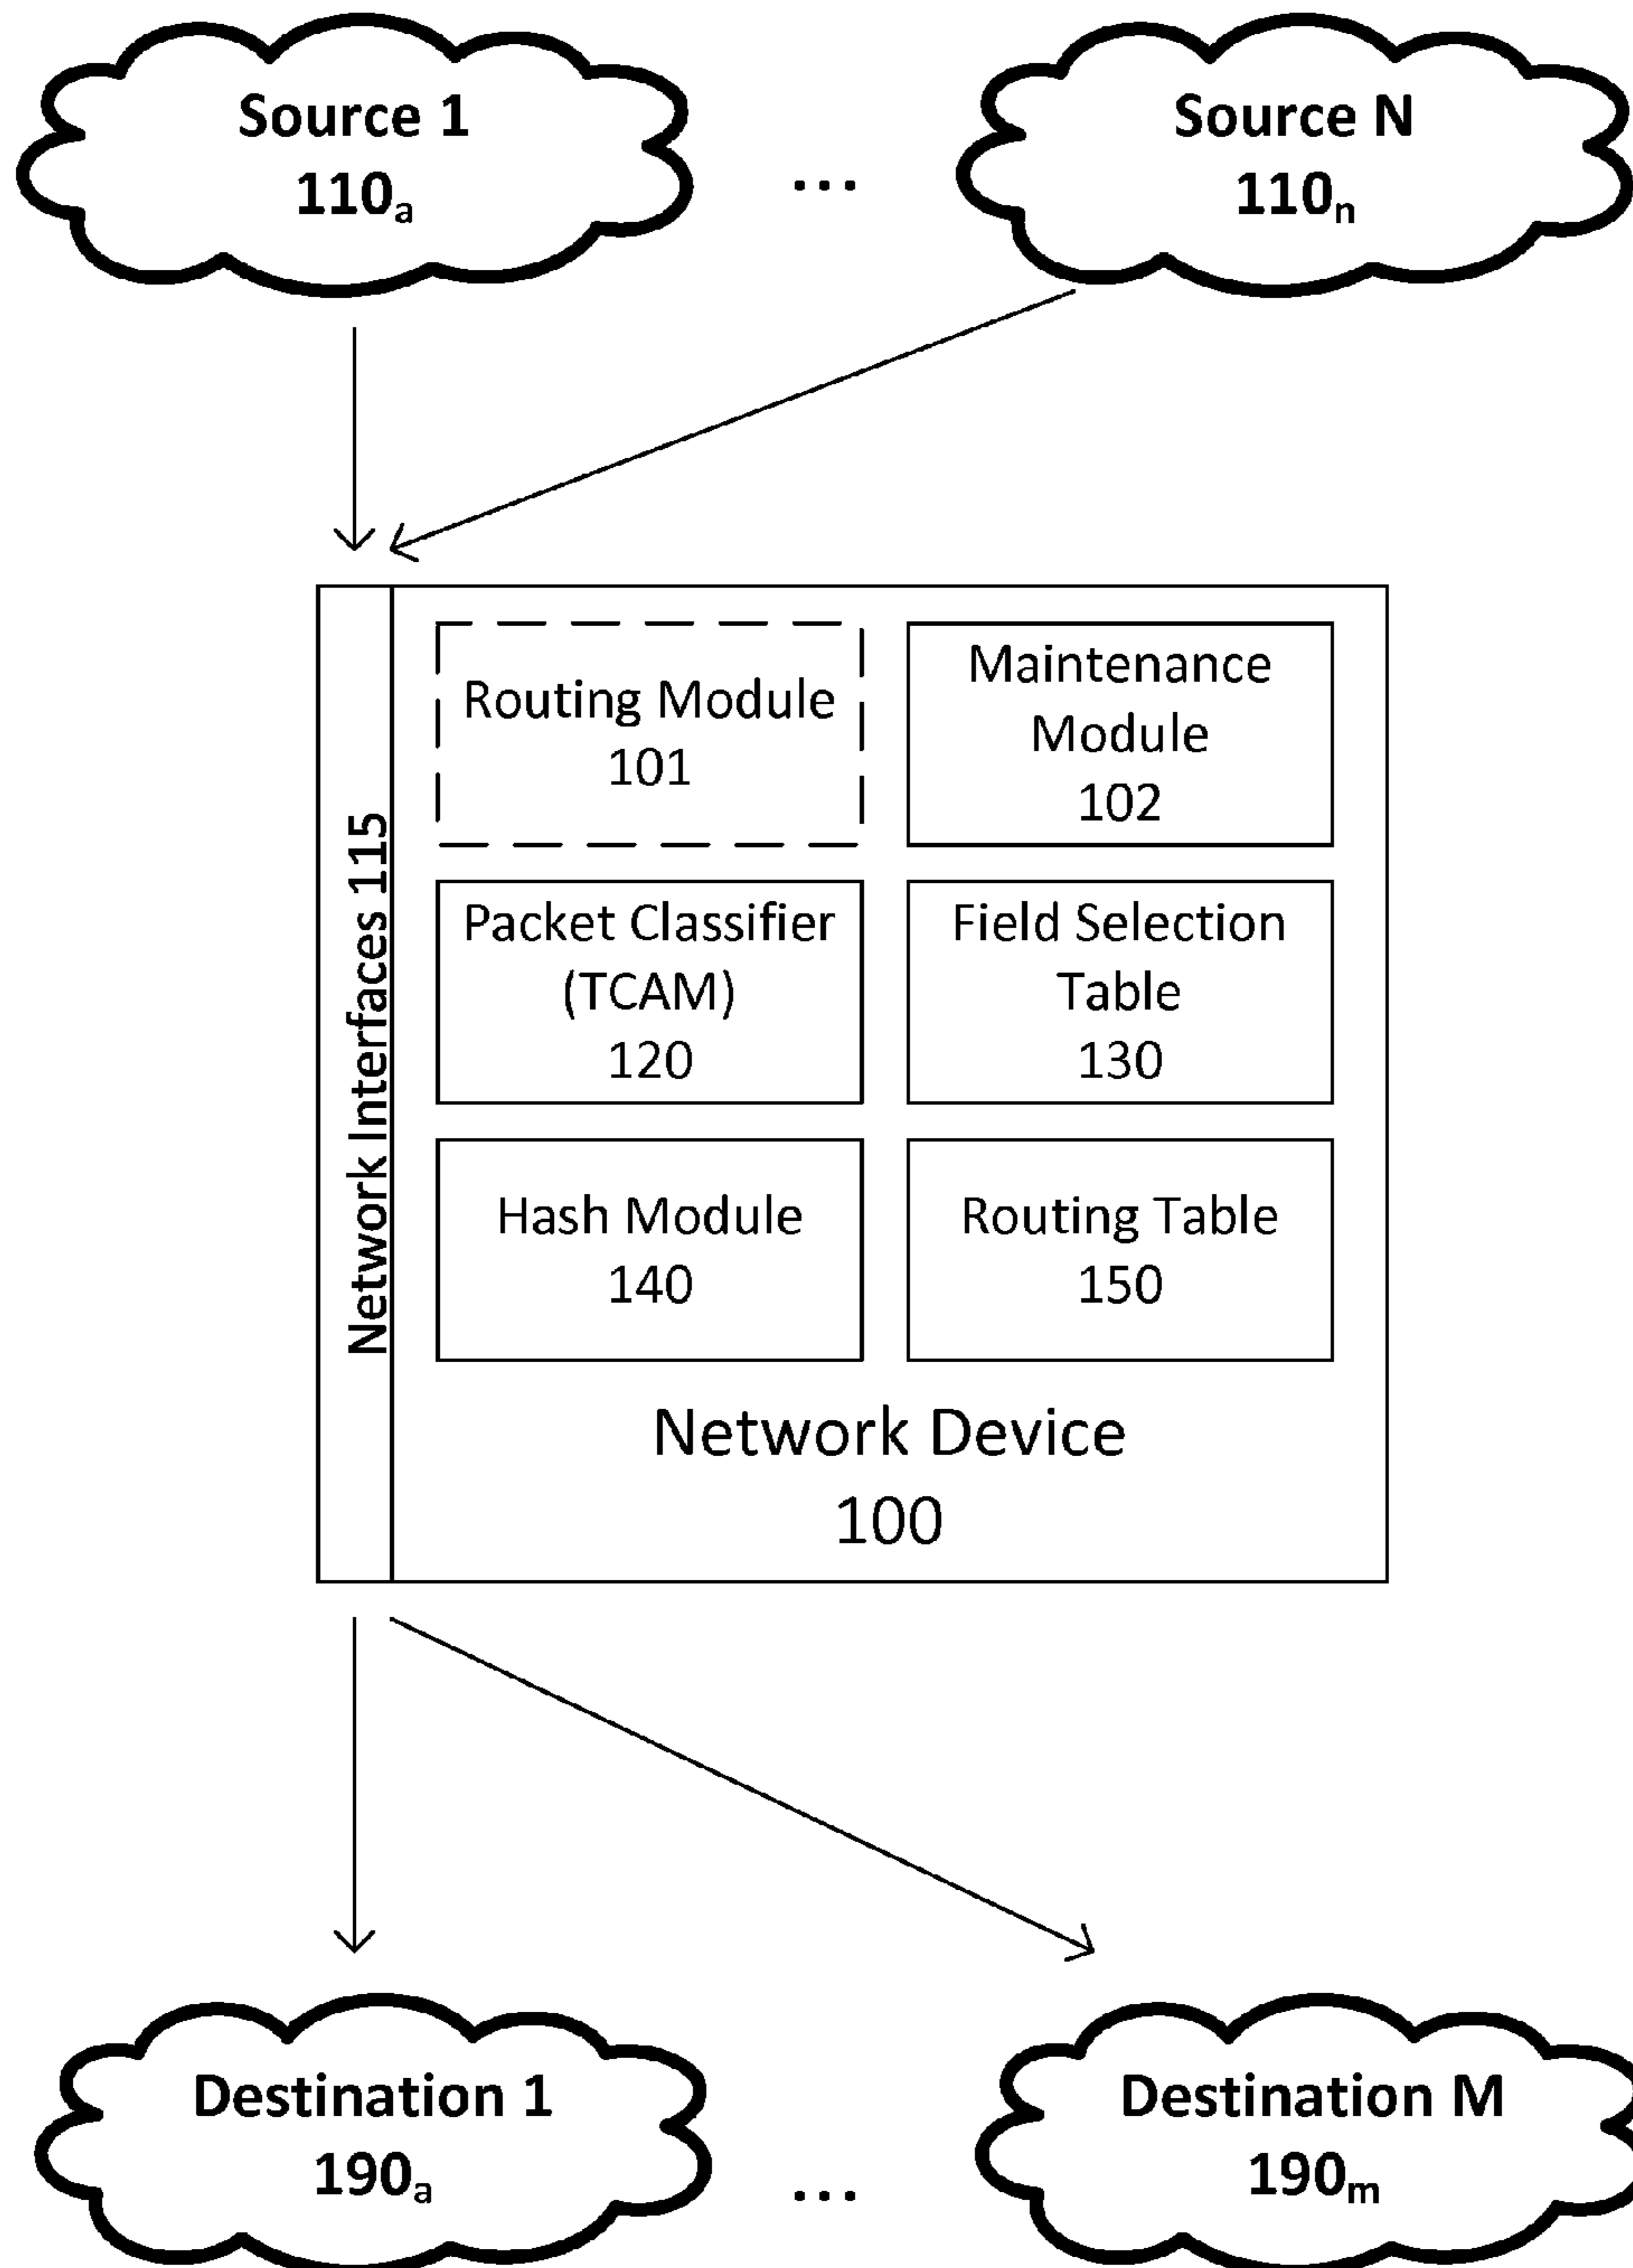 Source 1
110a
...
Source N
110n
Network Interfaces 115
Routing Module
101
Maintenance
Module
102
Packet Classifier
(TCAM)
120
Field Selection
Table
130
Hash Module
140
Routing Table
150
Network Device
100
Destination 1
190a
...
Destination M
190m